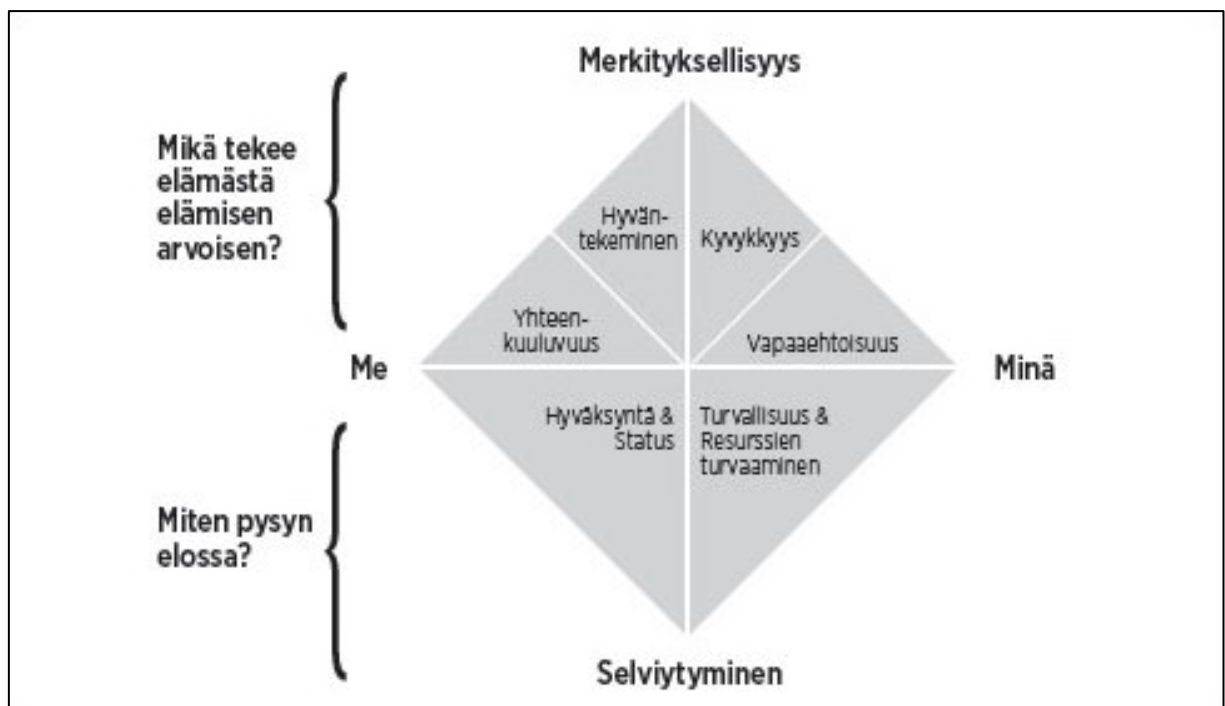 Merkityksellisyys
Mikä tekee
elämästä
elämisen
arvoisen?
Hyvän-
tekeminen
Kyvykkyys
Yhteen-
kuuluvuus
Vapaaehtoisuus
Me
Minä
Hyväksyntä &
Status
Turvallisuus &
Resurssien
turvaaminen
Miten pysyn
elossa?
Selviytyminen